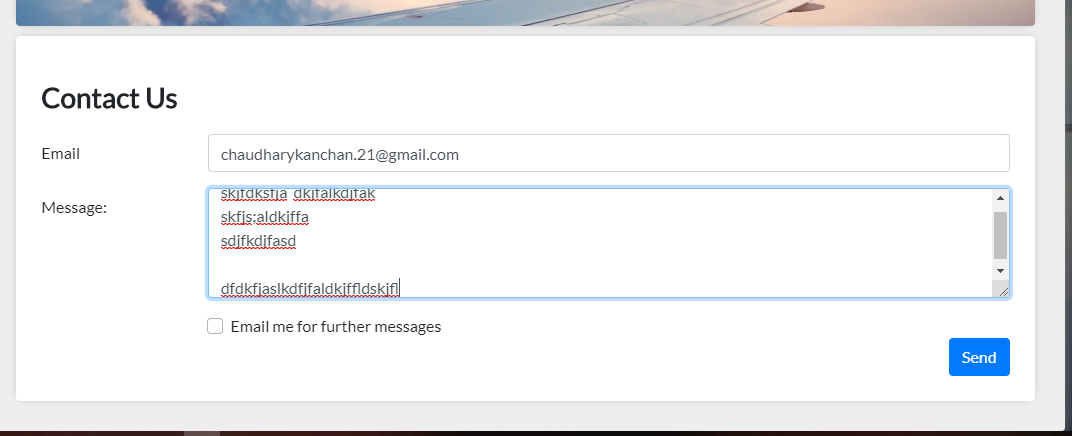 Contact Us
Email
chaudharykanchan.21@gmail.com
Message:
skjfdksfja dkjfalkdjfak
skfjs;aldkjffa
sdjfkdjfasd
dfdkfjaslkdfjfaldkjffldskjfl
Email me for further messages
Send